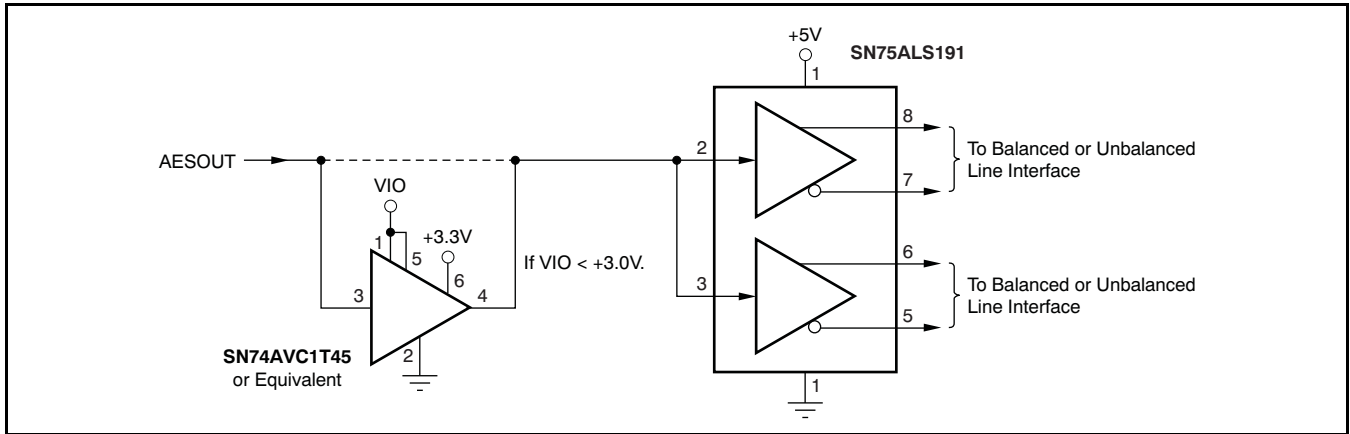 +5V
SN75ALS191
1
8
AESOUT
2
To Balanced or Unbalanced
Line Interface
VIO
7
+3.3V
1
5
If VIO < +3.0V.
6
6
3
4
3
To Balanced or Unbalanced
Line Interface
5
SN74AVC1T45
or Equivalent
2
1